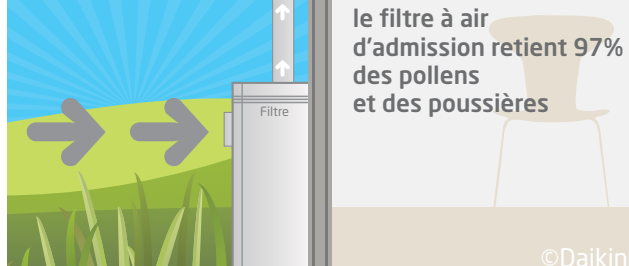 le filtre à air
d'admission retient 97%
des pollens
et des poussières
Filtre
©Daikin